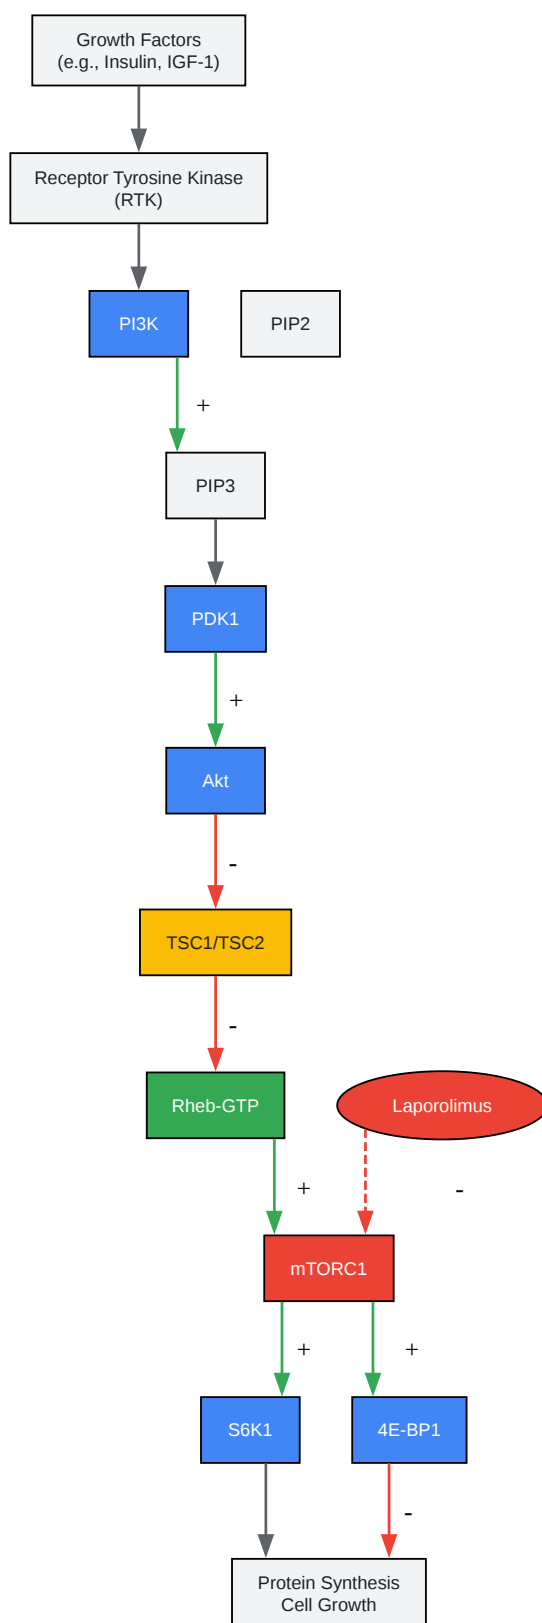 Growth Factors
(e.g., Insulin, IGF-1)
Receptor Tyrosine Kinase
(RTK)
PI3K
PIP2
+
PIP3
PDK1
+
Akt
-
TSC1/TSC2
-
Rheb-GTP
Laporolimus
+
-
mTORC1
+
+
S6K1
4E-BP1
-
Protein Synthesis
Cell Growth